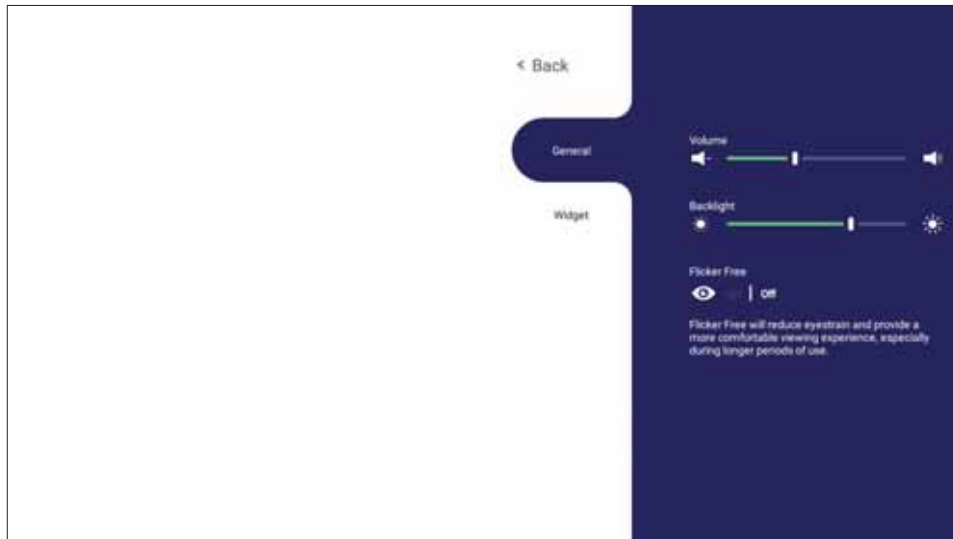 < Back
General
Widget
Volume
Backlight
Flicker Free
Off
Flicker Free will reduce eyestrain and provide a
more comfortable viewing experience, especially
during longer periods of use.